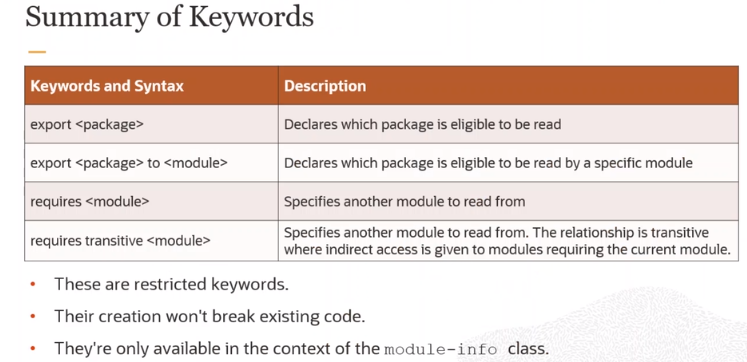 Summary of Keywords
Keywords and Syntax Description
export <package> Declares which package is eligible to be read
export <package> to <module> Declares which package is eligible to be read by a specific module
requires <module> Specifies another module to read from
requires transitive <module> Specifies another module to read from. The relationship is transitive
where indirect access is given to modules requiring the current module.
• These are restricted keywords.
• Their creation won't break existing code.
• They're only available in the context of the module-info class.